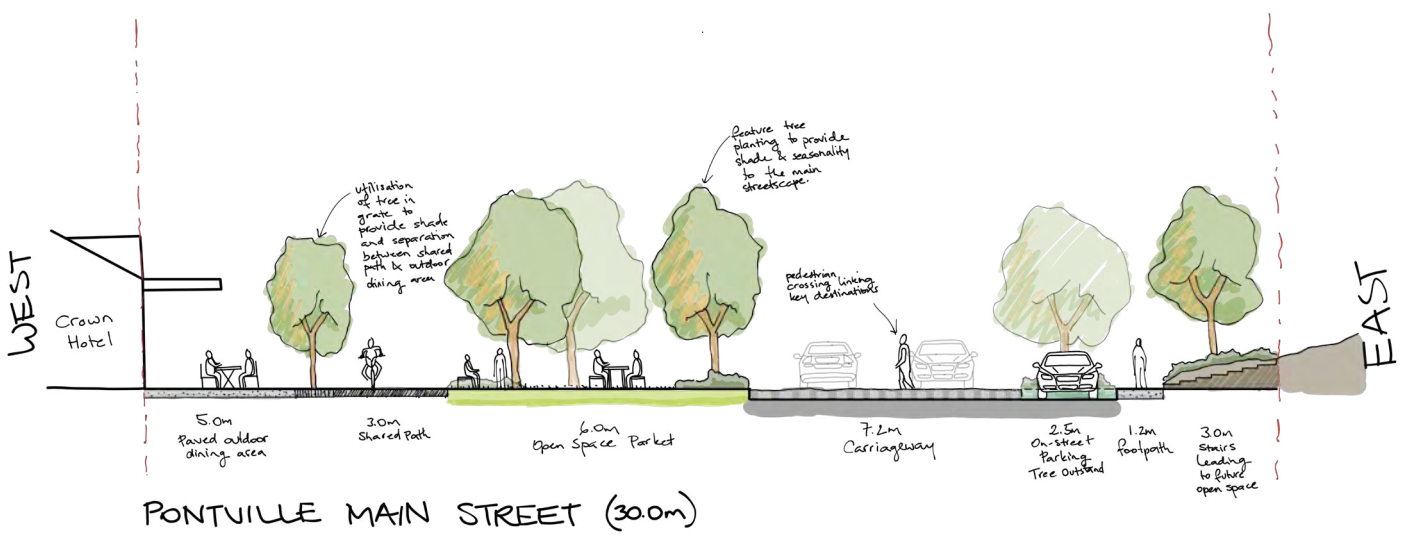 WEST
Crown
Hotel
utilisation
of tree in
grate to
provide shade
and separation
between shared
path & outdoor
dining area
feature tree
planting to provide
shade & seasonality
to the main
streetscape.
pedestrian
crossing linking
key destinations
EAST
5.0m
Paved outdoor
dining area
3.0m
Shared Path
6.0m
Open Space Parket
7.2m
Carriageway
2.5m
On-street
Parking
Tree Outstand
1.2m
footpath
3.0m
Stairs
Leading
to future
open space
PONTVILLE MAIN STREET (30.0m)